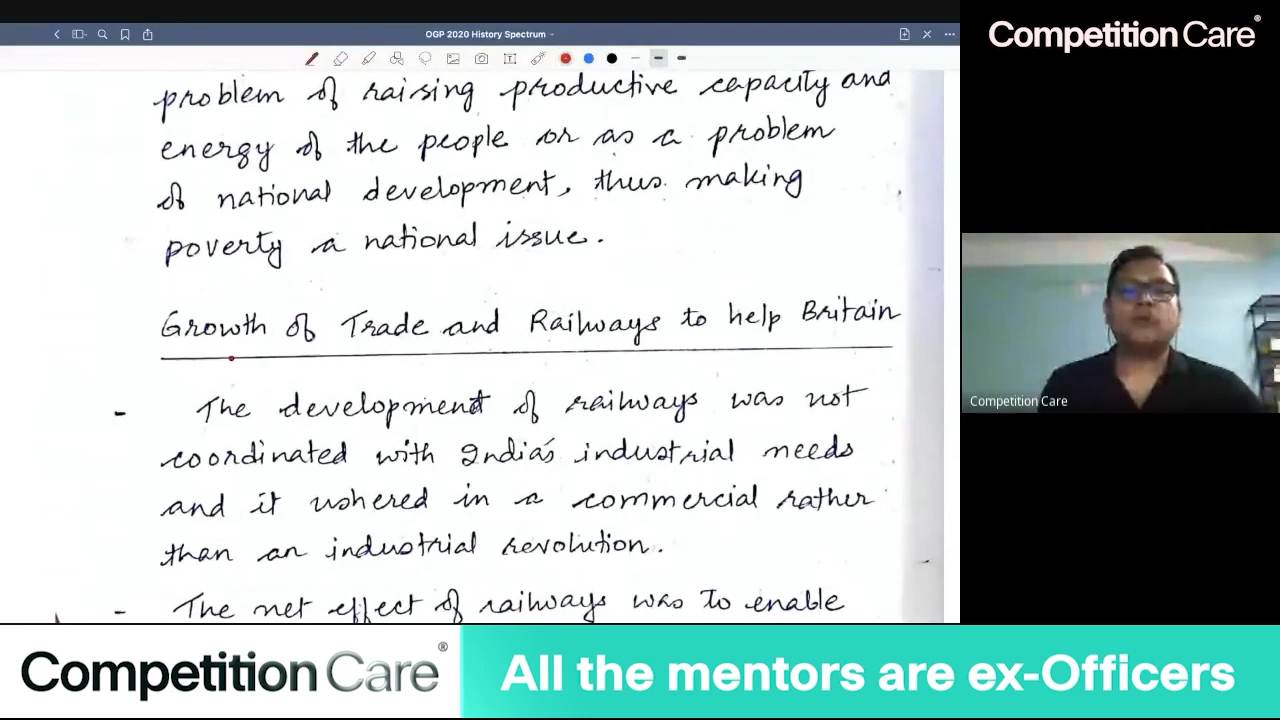 OGP 2020 History Spectrum
problem of raising productive capacity and
energy of the people or as a problem
of national development, thus making
poverty a national issue.
Growth of Trade and Railways to help Britain
- The development of railways was not
coordinated with India's industrial needs
and it ushered in a commercial rather
than an industrial revolution.
- The net effect of railways was to enable
Competition Care®
Competition Care
Competition Care®
All the mentors are ex-Officers